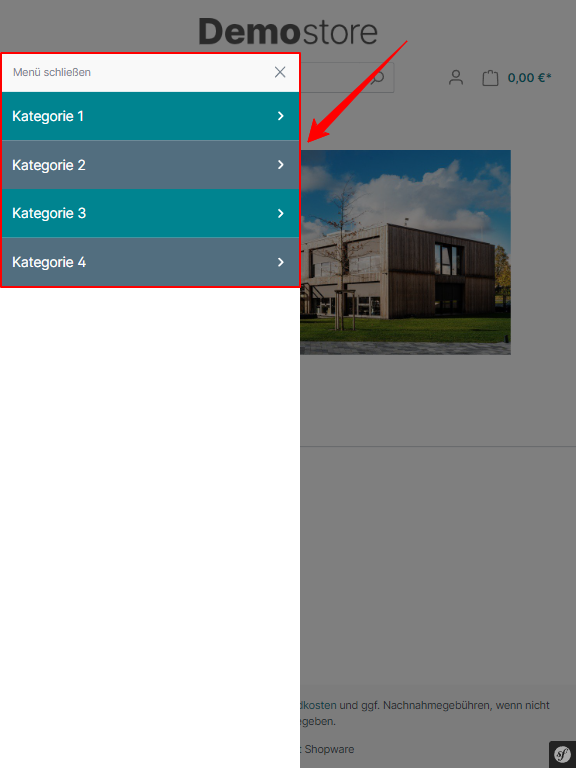 Demostore
Menü schließen
0,00 €*
Kategorie 1
Kategorie 2
Kategorie 3
Kategorie 4
dkosten und ggf. Nachnahmegebühren, wenn nicht
egeben.
Shopware
sf